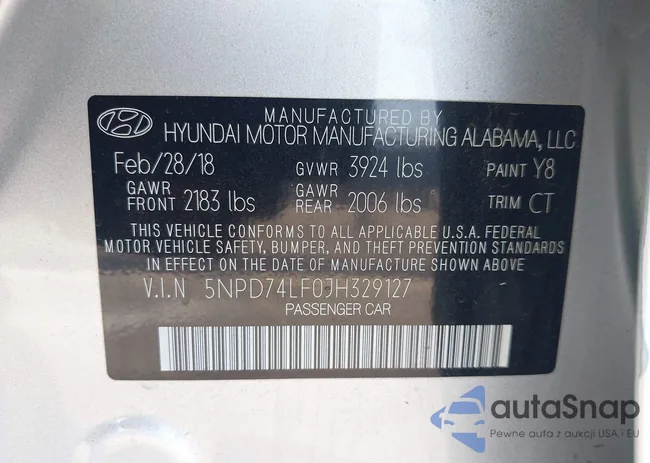 MANUFACTURED BY
HYUNDAI MOTOR MANUFACTURING ALABAMA, LLC
Feb/28/18 GVWR 3924 lbs PAINT Y8
GAWR FRONT 2183 lbs GAWR REAR 2006 lbs TRIM CT
THIS VEHICLE CONFORMS TO ALL APPLICABLE U.S.A. FEDERAL
MOTOR VEHICLE SAFETY, BUMPER, AND THEFT PREVENTION STANDARDS
IN EFFECT ON THE DATE OF MANUFACTURE SHOWN ABOVE
V.I.N 5NPD74LF0JH329127
PASSENGER CAR
autaSnap
Pewne auta z aukcji USA i EU